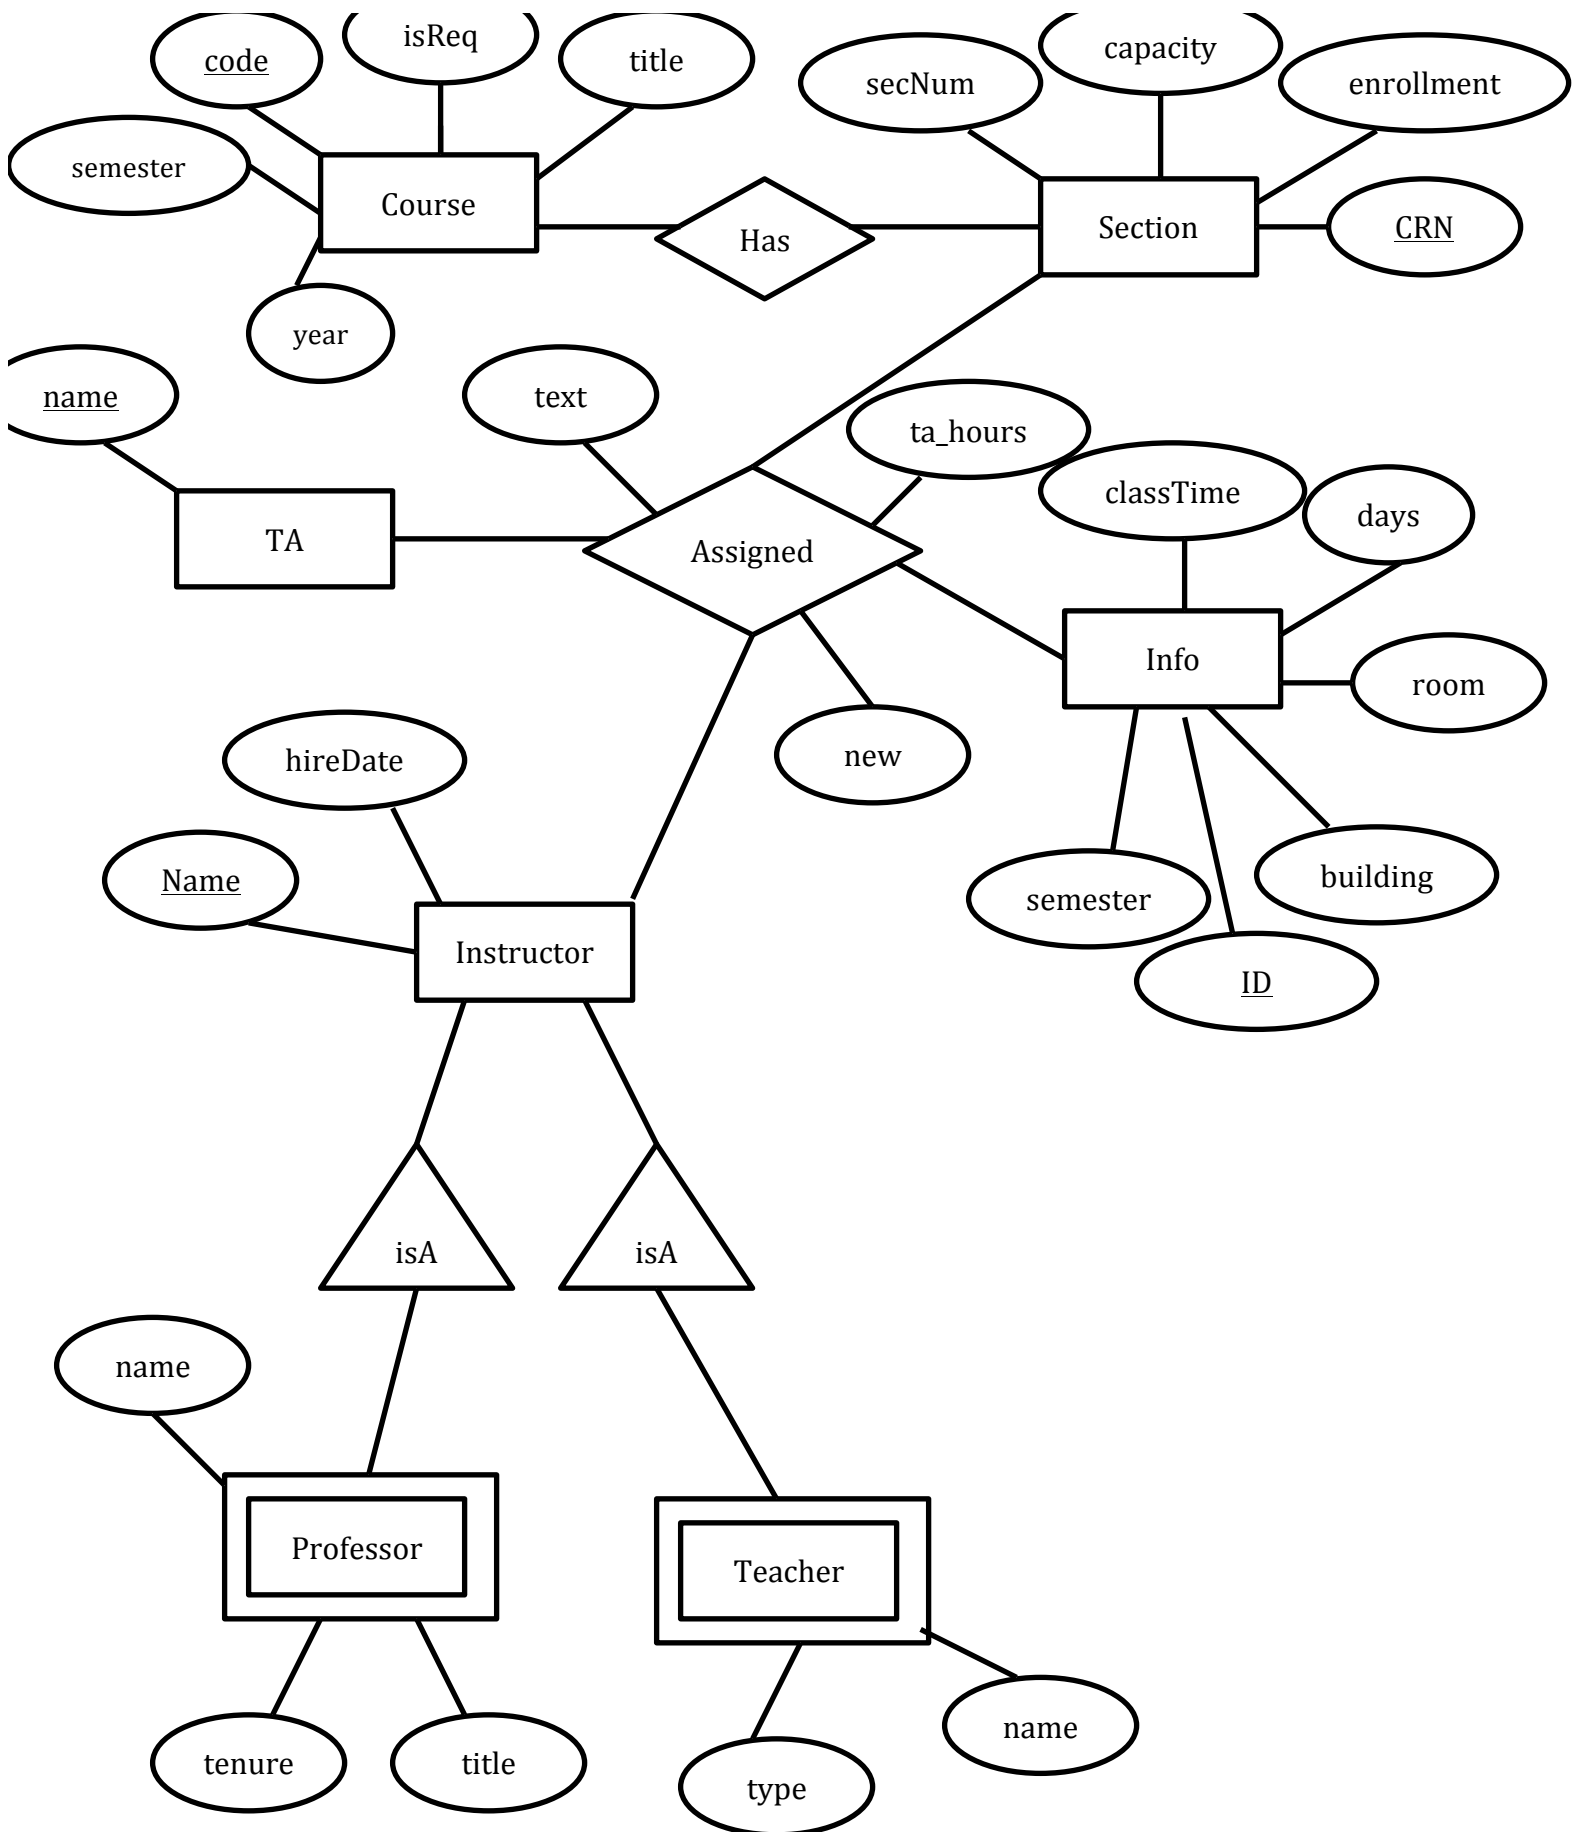 isReq
code
title
capacity
secNum
enrollment
semester
Course
Section
CRN
Has
year
name
text
ta_hours
classTime
days
TA
Assigned
Info
room
new
hireDate
Name
building
semester
Instructor
ID
isA
isA
name
Professor
Teacher
name
tenure
title
type